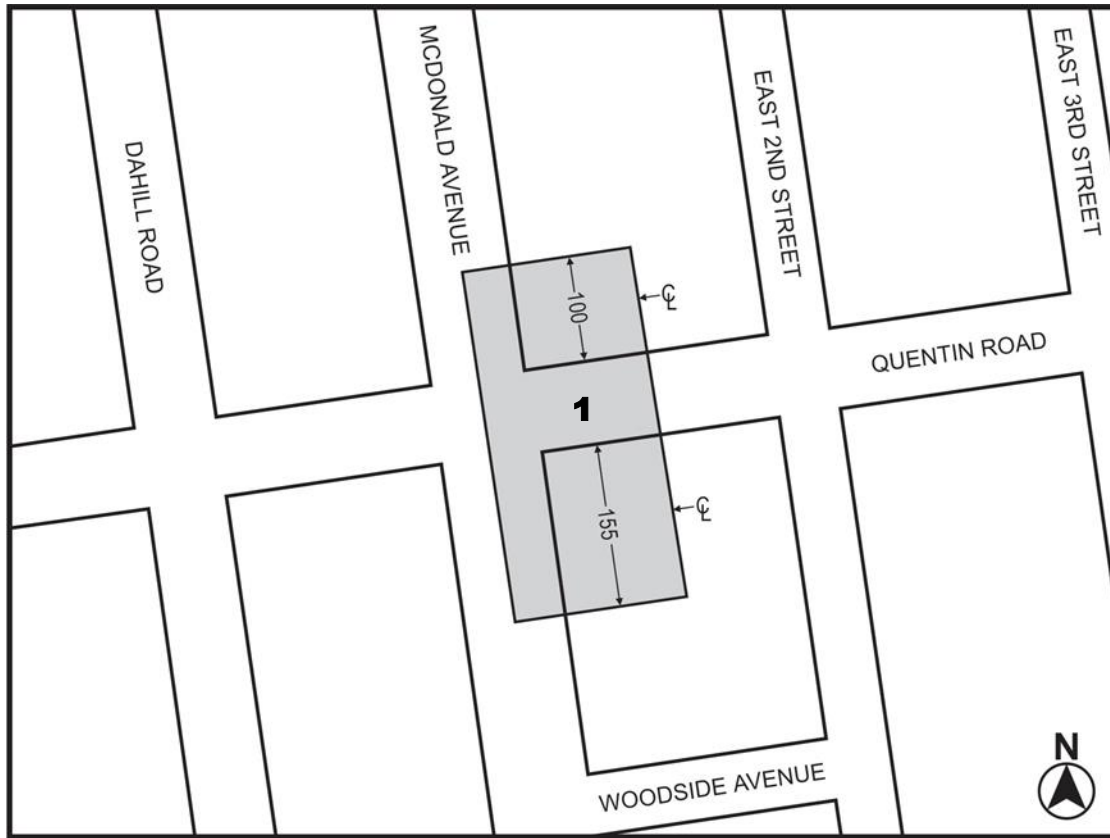 MCDONALD AVENUE
EAST 2ND STREET
EAST 3RD STREET
DAHILL ROAD
100
℄
QUENTIN ROAD
1
155
℄
WOODSIDE AVENUE
N